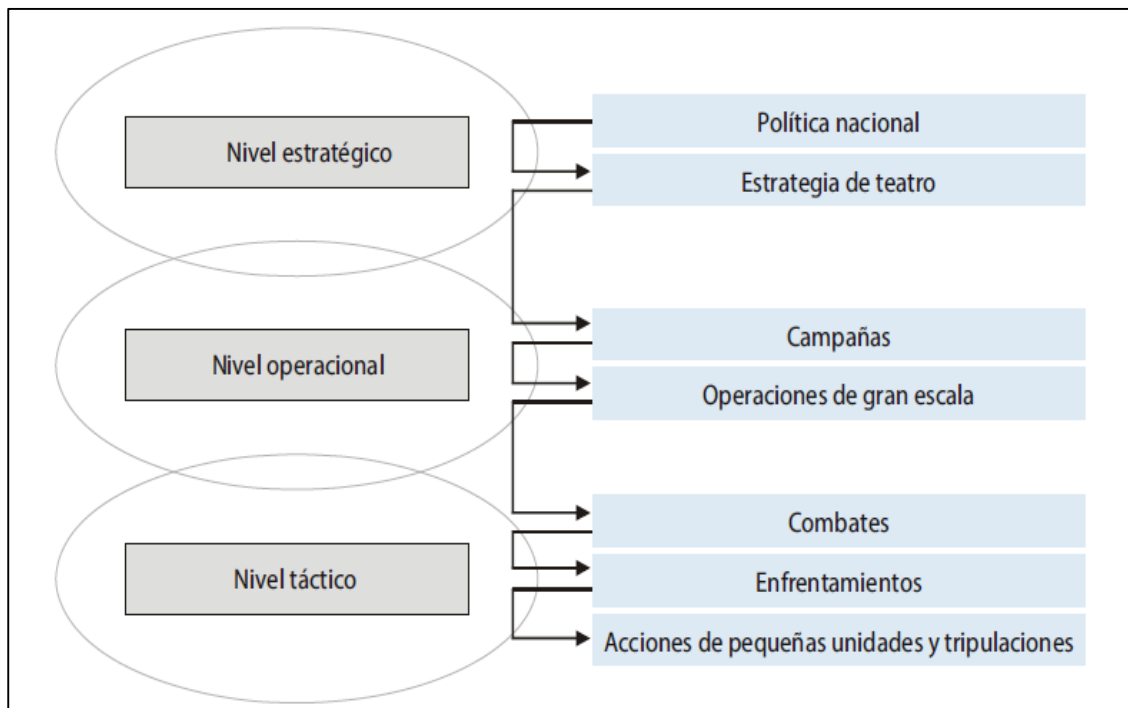 Nivel estratégico
Política nacional
Estrategia de teatro
Nivel operacional
Campañas
Operaciones de gran escala
Nivel táctico
Combates
Enfrentamientos
Acciones de pequeñas unidades y tripulaciones